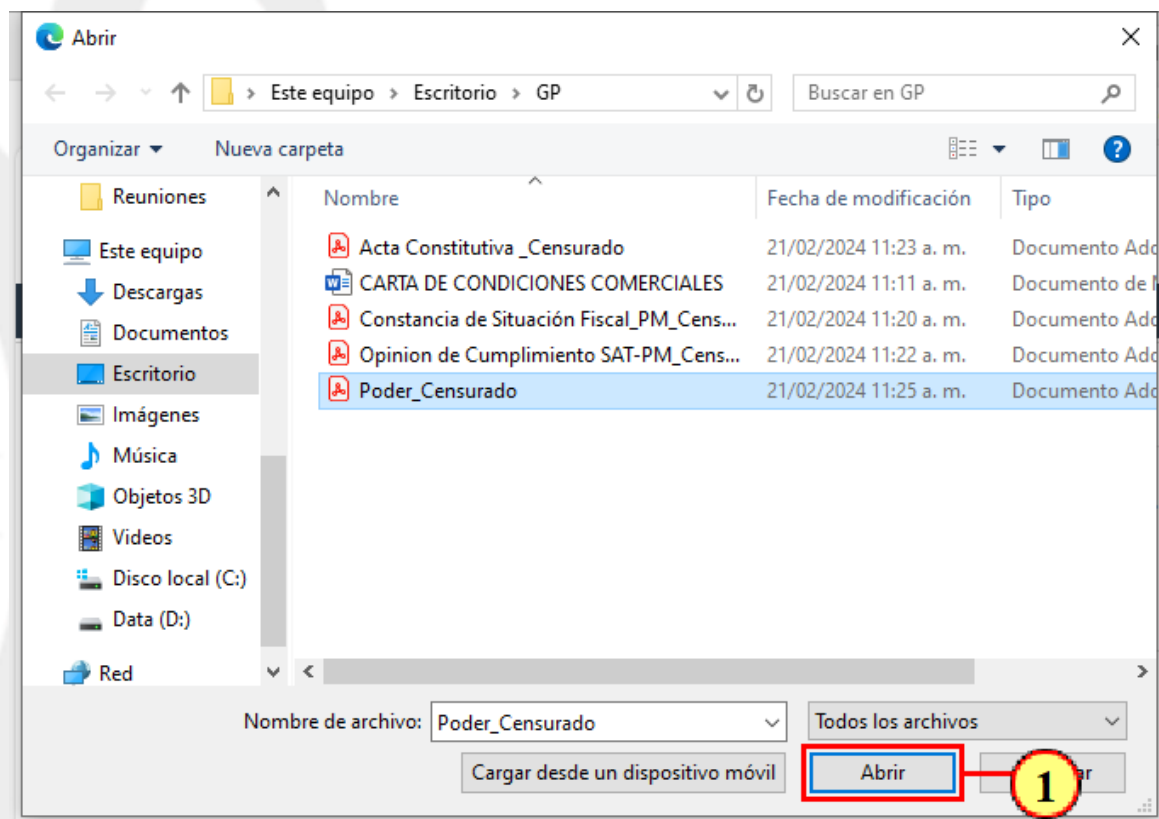 Abrir
Este equipo > Escritorio > GP
Buscar en GP
Organizar
Nueva carpeta
Nombre
Fecha de modificación
Tipo
Reuniones
Este equipo
Descargas
Documentos
Escritorio
Imágenes
Música
Objetos 3D
Videos
Disco local (C:)
Data (D:)
Red
Acta Constitutiva _Censurado 21/02/2024 11:23 a. m. Documento Ado
CARTA DE CONDICIONES COMERCIALES 21/02/2024 11:11 a. m. Documento de
Constancia de Situación Fiscal_PM_Cens... 21/02/2024 11:20 a. m. Documento Ado
Opinion de Cumplimiento SAT-PM_Cens... 21/02/2024 11:22 a. m. Documento Ado
Poder_Censurado 21/02/2024 11:25 a. m. Documento Ado
Nombre de archivo: Poder_Censurado
Todos los archivos
Cargar desde un dispositivo móvil
Abrir
1